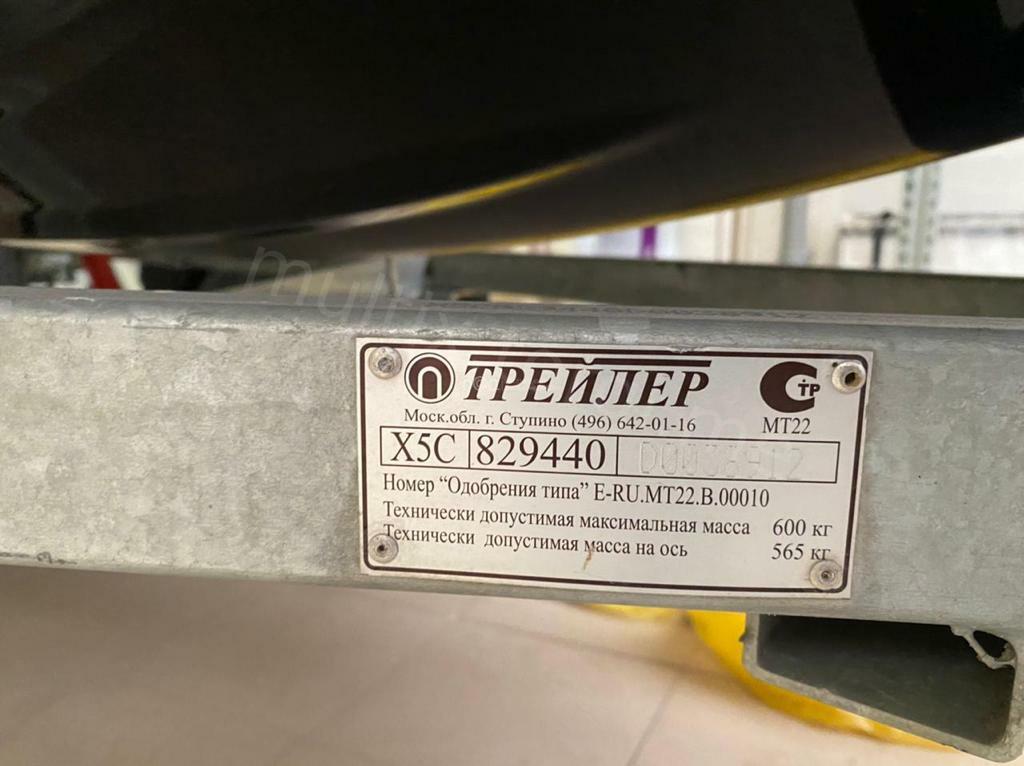 ТРЕЙЛЕР
ТР
Моск.обл. г. Ступино (496) 642-01-16
МТ22
Х5С 829440
Номер “Одобрения типа” E-RU.MT22.B.00010
Технически допустимая максимальная масса 600 кг
Технически допустимая масса на ось 565 кг